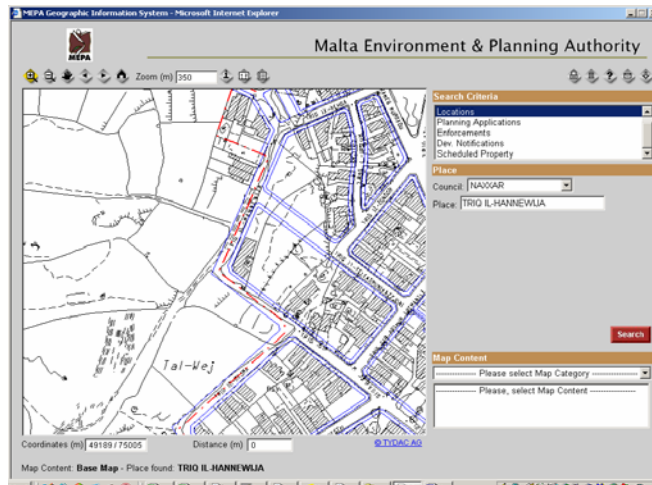 MEPA Geographic Information System - Microsoft Internet Explorer
MEPA
Malta Environment & Planning Authority
Zoom (m) 350
Search Criteria
Locations
Planning Applications
Enforcements
Dev. Notifications
Scheduled Property
Place
Council: NAXXAR
Place: TRIQ IL-HANNEWIJA
Search
Tal-Wej
Map Content
---------- Please select Map Category ----------
---------- Please, select Map Content ----------
Coordinates (m) 49189 / 75005
Distance (m) 0
© TYDAC AG
Map Content: Base Map - Place found: TRIQ IL-HANNEWIJA